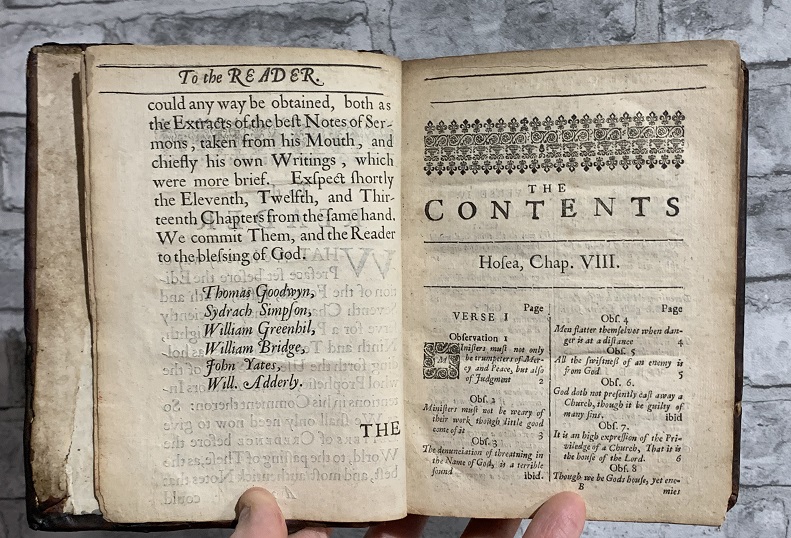 To the READER.
could any way be obtained, both as
the Extracts of the beſt Notes of Ser-
mons, taken from his Mouth, and
chiefly his own Writings, which
were more brief. Exſpect ſhortly
the Eleventh, Twelfth, and Thir-
teenth Chapters from the ſame hand.
We commit Them, and the Reader
to the bleſſing of God.
Thomas Goodwyn,
Sydrach Simpſon,
William Greenhil,
William Bridge,
John Yates,
Will. Adderly.
THE
THE
CONTENTS
Hoſea, Chap. VIII.
Page
VERSE I
Obſervation 1
Miniſters muſt not only
be trumpeters of Mer-
cy and Peace, but alſo
of Judgment 2
Obſ. 2
Miniſters muſt not be weary of
their work though little good
come of it 3
Obſ. 3
The denunciation of threatning in
the Name of God, is a terrible
ſound ibid.
Page
Obſ. 4
Men flatter themſelves when dan-
ger is at a diſtance 4
Obſ. 5
All the ſwiftneſs of an enemy is
from God 5
Obſ. 6.
God doth not preſently caſt away a
Church, though it be guilty of
many ſins. ibid
Obſ. 7.
It is an high expreſſion of the Pri-
viledge of a Church, That it is
the houſe of the Lord. 6
Obſ. 8
Though we be Gods houſe, yet ene-
B mies